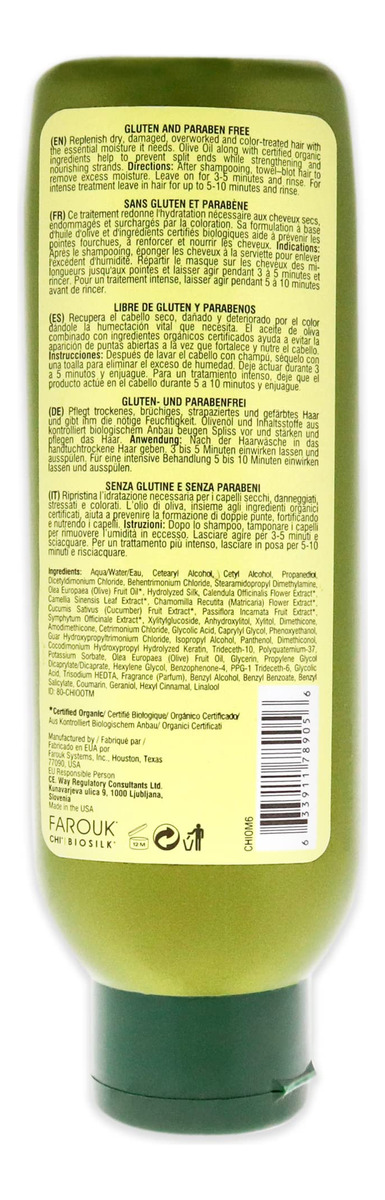 GLUTEN AND PARABEN FREE
(EN) Replenish dry, damaged, overworked and color-treated hair with
the essential moisture it needs. Olive Oil along with certified organic
ingredients help to prevent split ends while strengthening and
nourishing strands. Directions: After shampooing, towel-blot hair to
remove excess moisture. Leave on for 3-5 minutes and rinse. For
intense treatment leave in hair for up to 5-10 minutes and rinse.
SANS GLUTEN ET PARABÈNE
(FR) Ce traitement redonne l'hydratation nécessaire aux cheveux secs,
endommagés et surchargés par la coloration. Sa formulation à base
d'huile d'olive et d'ingrédients certifiés biologiques aide à prévenir les
pointes fourchues, à renforcer et nourrir les cheveux. Indications:
Après le shampooing, éponger les cheveux à la serviette pour enlever
l'excédent d'humidité. Répartir le masque sur les cheveux des mi-
longueurs jusqu'aux pointes et laisser agir pendant 3 à 5 minutes et
rincer. Pour un traitement intense, laisser agir pendant 5 à 10 minutes
avant de rincer.
LIBRE DE GLUTEN Y PARABENOS
(ES) Recupera el cabello seco, dañado y deteriorado por el color
dándole la humectación vital que necesita. El aceite de oliva
combinado con ingredientes orgánicos certificados ayuda a evitar la
aparición de puntas abiertas a la vez que fortalece y nutre el cabello.
Instrucciones: Después de lavar el cabello con champú, séquelo con
una toalla para eliminar el exceso de humedad. Deje actuar durante 3
a 5 minutos y enjuague. Para un tratamiento intenso, deje que el
producto actúe en el cabello durante 5 a 10 minutos y enjuague.
GLUTEN- UND PARABENFREI
(DE) Pflegt trockenes, brüchiges, strapaziertes und gefärbtes Haar
und gibt ihm die nötige Feuchtigkeit. Olivenöl und Inhaltsstoffe aus
kontrolliert biologischem Anbau beugen Spliss vor und stärken und
pflegen das Haar. Anwendung: Nach der Haarwäsche in das
handtuchtrockene Haar geben. 3 bis 5 Minuten einwirken lassen und
ausspülen. Für eine intensive Behandlung 5 bis 10 Minuten einwirken
lassen und ausspülen.
SENZA GLUTINE E SENZA PARABENI
(IT) Ripristina l'idratazione necessaria per i capelli secchi, danneggiati,
stressati e colorati. L'olio di oliva, insieme agli ingredienti organici
certificati, aiuta a prevenire la formazione di doppie punte, fortificando
e nutrendo i capelli. Istruzioni: Dopo lo shampoo, tamponare i capelli
per rimuovere l'umidità in eccesso. Lasciare agire per 3-5 minuti e
sciacquare. Per un trattamento più intenso, lasciare in posa per 5-10
minuti e risciacquare.
Ingredients: Aqua/Water/Eau, Cetearyl Alcohol, Cetyl Alcohol, Propanediol,
Dicetyldimonium Chloride, Behentrimonium Chloride, Stearamidopropyl Dimethylamine,
Olea Europaea (Olive) Fruit Oil*, Hydrolyzed Silk, Calendula Officinalis Flower Extract*,
Camellia Sinensis Leaf Extract*, Chamomilla Recutita (Matricaria) Flower Extract*,
Cucumis Sativus (Cucumber) Fruit Extract*, Passiflora Incarnata Fruit Extract*,
Symphytum Officinale Extract*, Xylitylglucoside, Anhydroxylitol, Xylitol, Dimethicone,
Amodimethicone, Cetrimonium Chloride, Glycolic Acid, Caprylyl Glycol, Phenoxyethanol,
Guar Hydroxypropyltrimonium Chloride, Isopropyl Alcohol, Panthenol, Dimethiconol,
Cocodimonium Hydroxypropyl Hydrolyzed Keratin, Trideceth-10, Polyquaternium-37,
Potassium Sorbate, Olea Europaea (Olive) Fruit Oil, Glycerin, Propylene Glycol
Dicaprylate/Dicaprate, Hexylene Glycol, Benzophenone-4, PPG-1 Trideceth-6, Glycolic
Acid, Trisodium HEDTA, Fragrance (Parfum), Benzyl Alcohol, Benzyl Benzoate, Benzyl
Salicylate, Coumarin, Geraniol, Hexyl Cinnamal, Linalool
ID: 80-CHIOOTM
*Certified Organic/ Certifié Biologique/ Orgánico Certificado/
Aus Kontrolliert Biologischem Anbau/ Organici Certificati
Manufactured by / Fabriqué par /
Fabricado en EUA por
Farouk Systems, Inc., Houston, Texas
77090, USA
EU Responsible Person
CE. Way Regulatory Consultants Ltd.
Kunavarjeva ulica 9, 1000 Ljubljana,
Slovenia
Made in the USA
FAROUK
CHI BIOSILK
12 M
CHIOM6
6 33911 78905 6